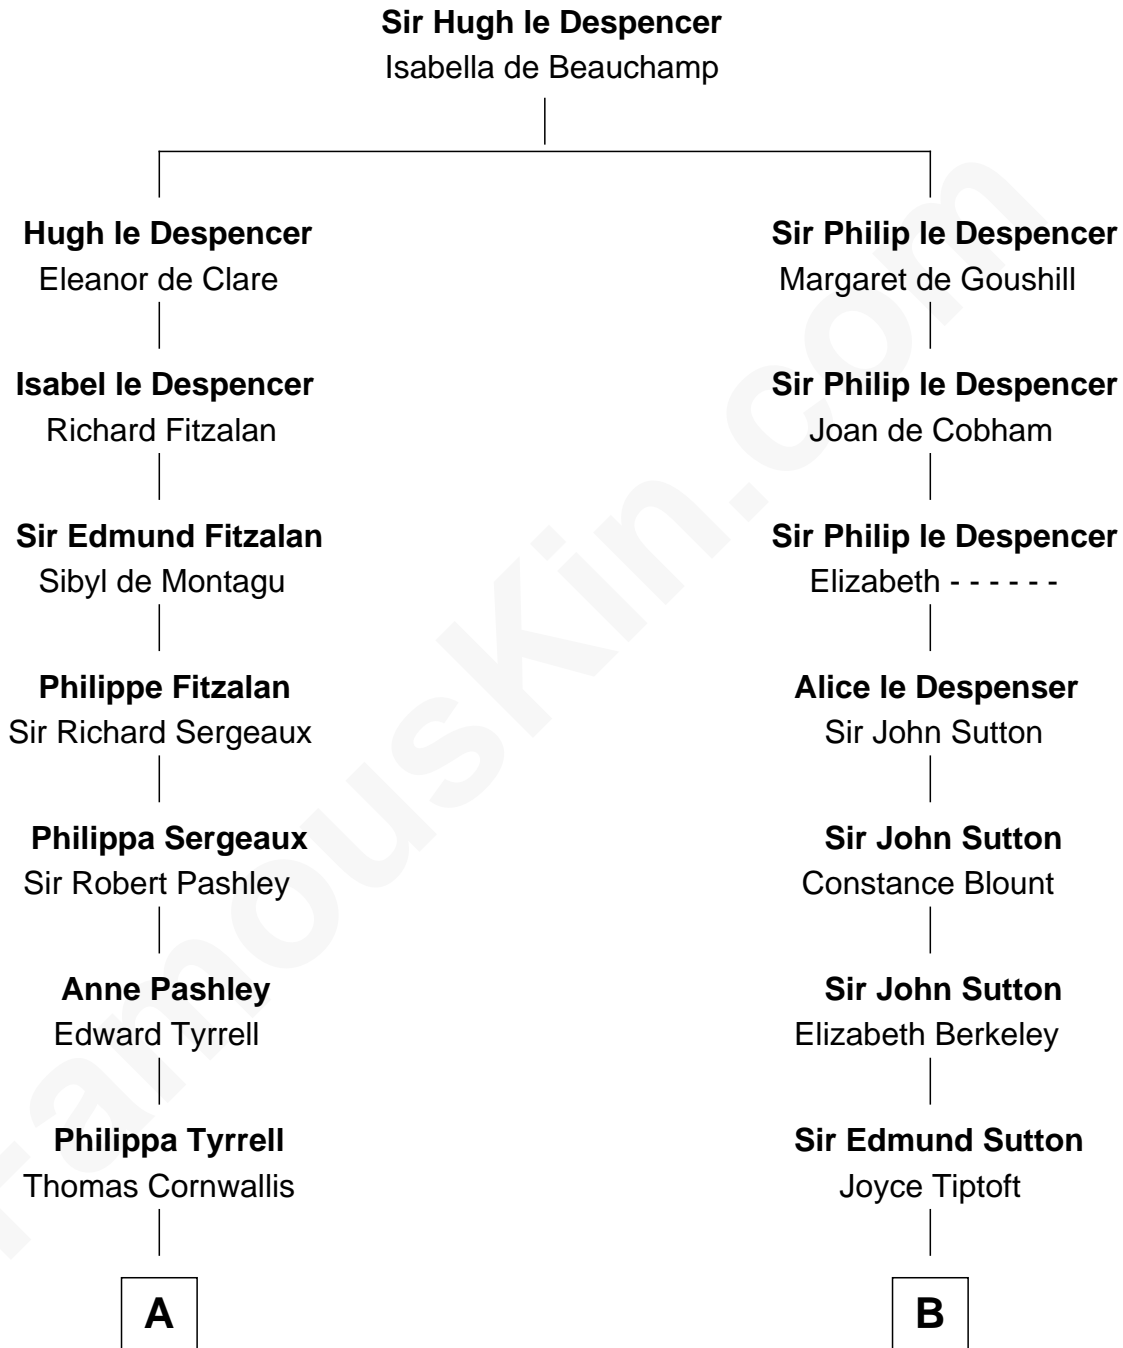 Sir Hugh le Despencer
Isabella de Beauchamp
Hugh le Despencer
Eleanor de Clare
Sir Philip le Despencer
Margaret de Goushill
Isabel le Despencer
Richard Fitzalan
Sir Philip le Despencer
Joan de Cobham
Sir Edmund Fitzalan
Sibyl de Montagu
Sir Philip le Despencer
Elizabeth - - - - - -
Philippe Fitzalan
Sir Richard Sergeaux
Alice le Despenser
Sir John Sutton
Philippa Sergeaux
Sir Robert Pashley
Sir John Sutton
Constance Blount
Anne Pashley
Edward Tyrrell
Sir John Sutton
Elizabeth Berkeley
Philippa Tyrrell
Thomas Cornwallis
Sir Edmund Sutton
Joyce Tiptoft
A
B
FamousKin.com